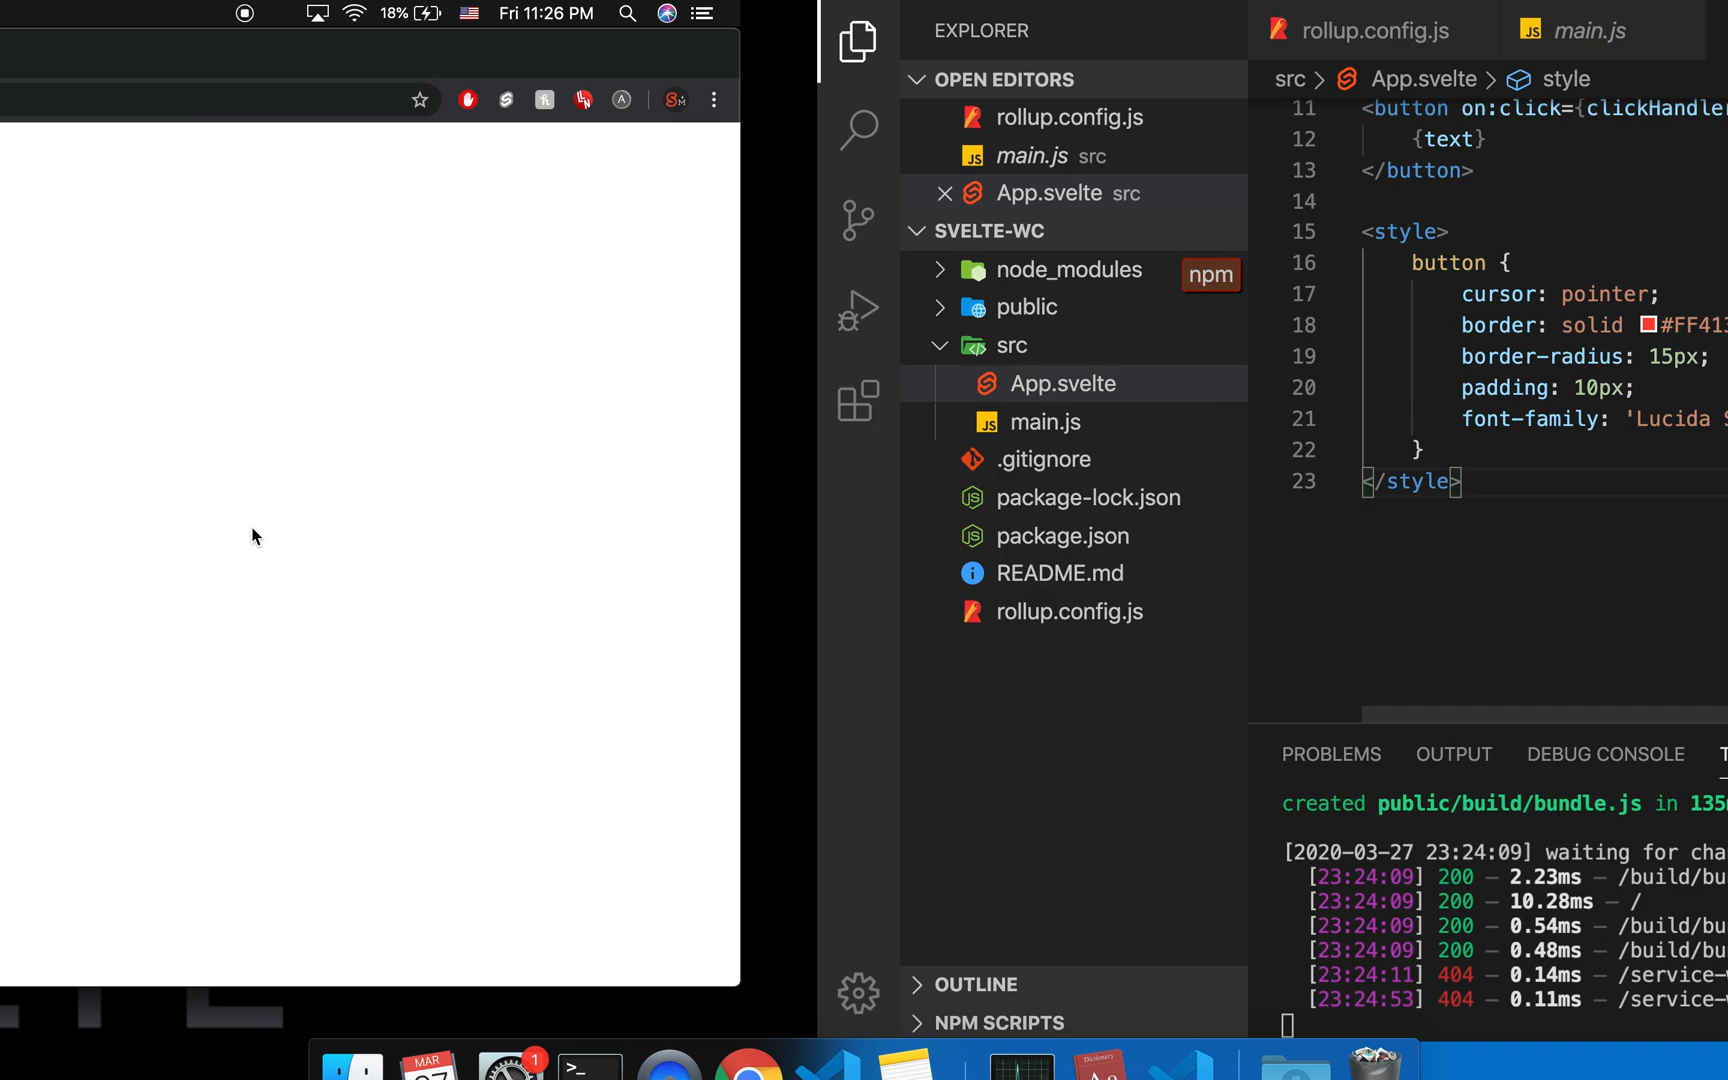 18%
Fri 11:26 PM
EXPLORER
OPEN EDITORS
rollup.config.js
main.js src
App.svelte src
SVELTE-WC
node_modules
npm
public
src
App.svelte
main.js
.gitignore
package-lock.json
package.json
README.md
rollup.config.js
OUTLINE
NPM SCRIPTS
rollup.config.js
main.js
src > App.svelte > style
11 <button on:click={clickHandler
12 {text}
13 </button>
14
15 <style>
16 button {
17 cursor: pointer;
18 border: solid #FF413
19 border-radius: 15px;
20 padding: 10px;
21 font-family: 'Lucida S
22 }
23 </style>
PROBLEMS OUTPUT DEBUG CONSOLE T
created public/build/bundle.js in 135m
[2020-03-27 23:24:09] waiting for cha
[23:24:09] 200 — 2.23ms — /build/bu
[23:24:09] 200 — 10.28ms — /
[23:24:09] 200 — 0.54ms — /build/bu
[23:24:09] 200 — 0.48ms — /build/bu
[23:24:11] 404 — 0.14ms — /service-w
[23:24:53] 404 — 0.11ms — /service-w
MAR
1
>_
Dictionary